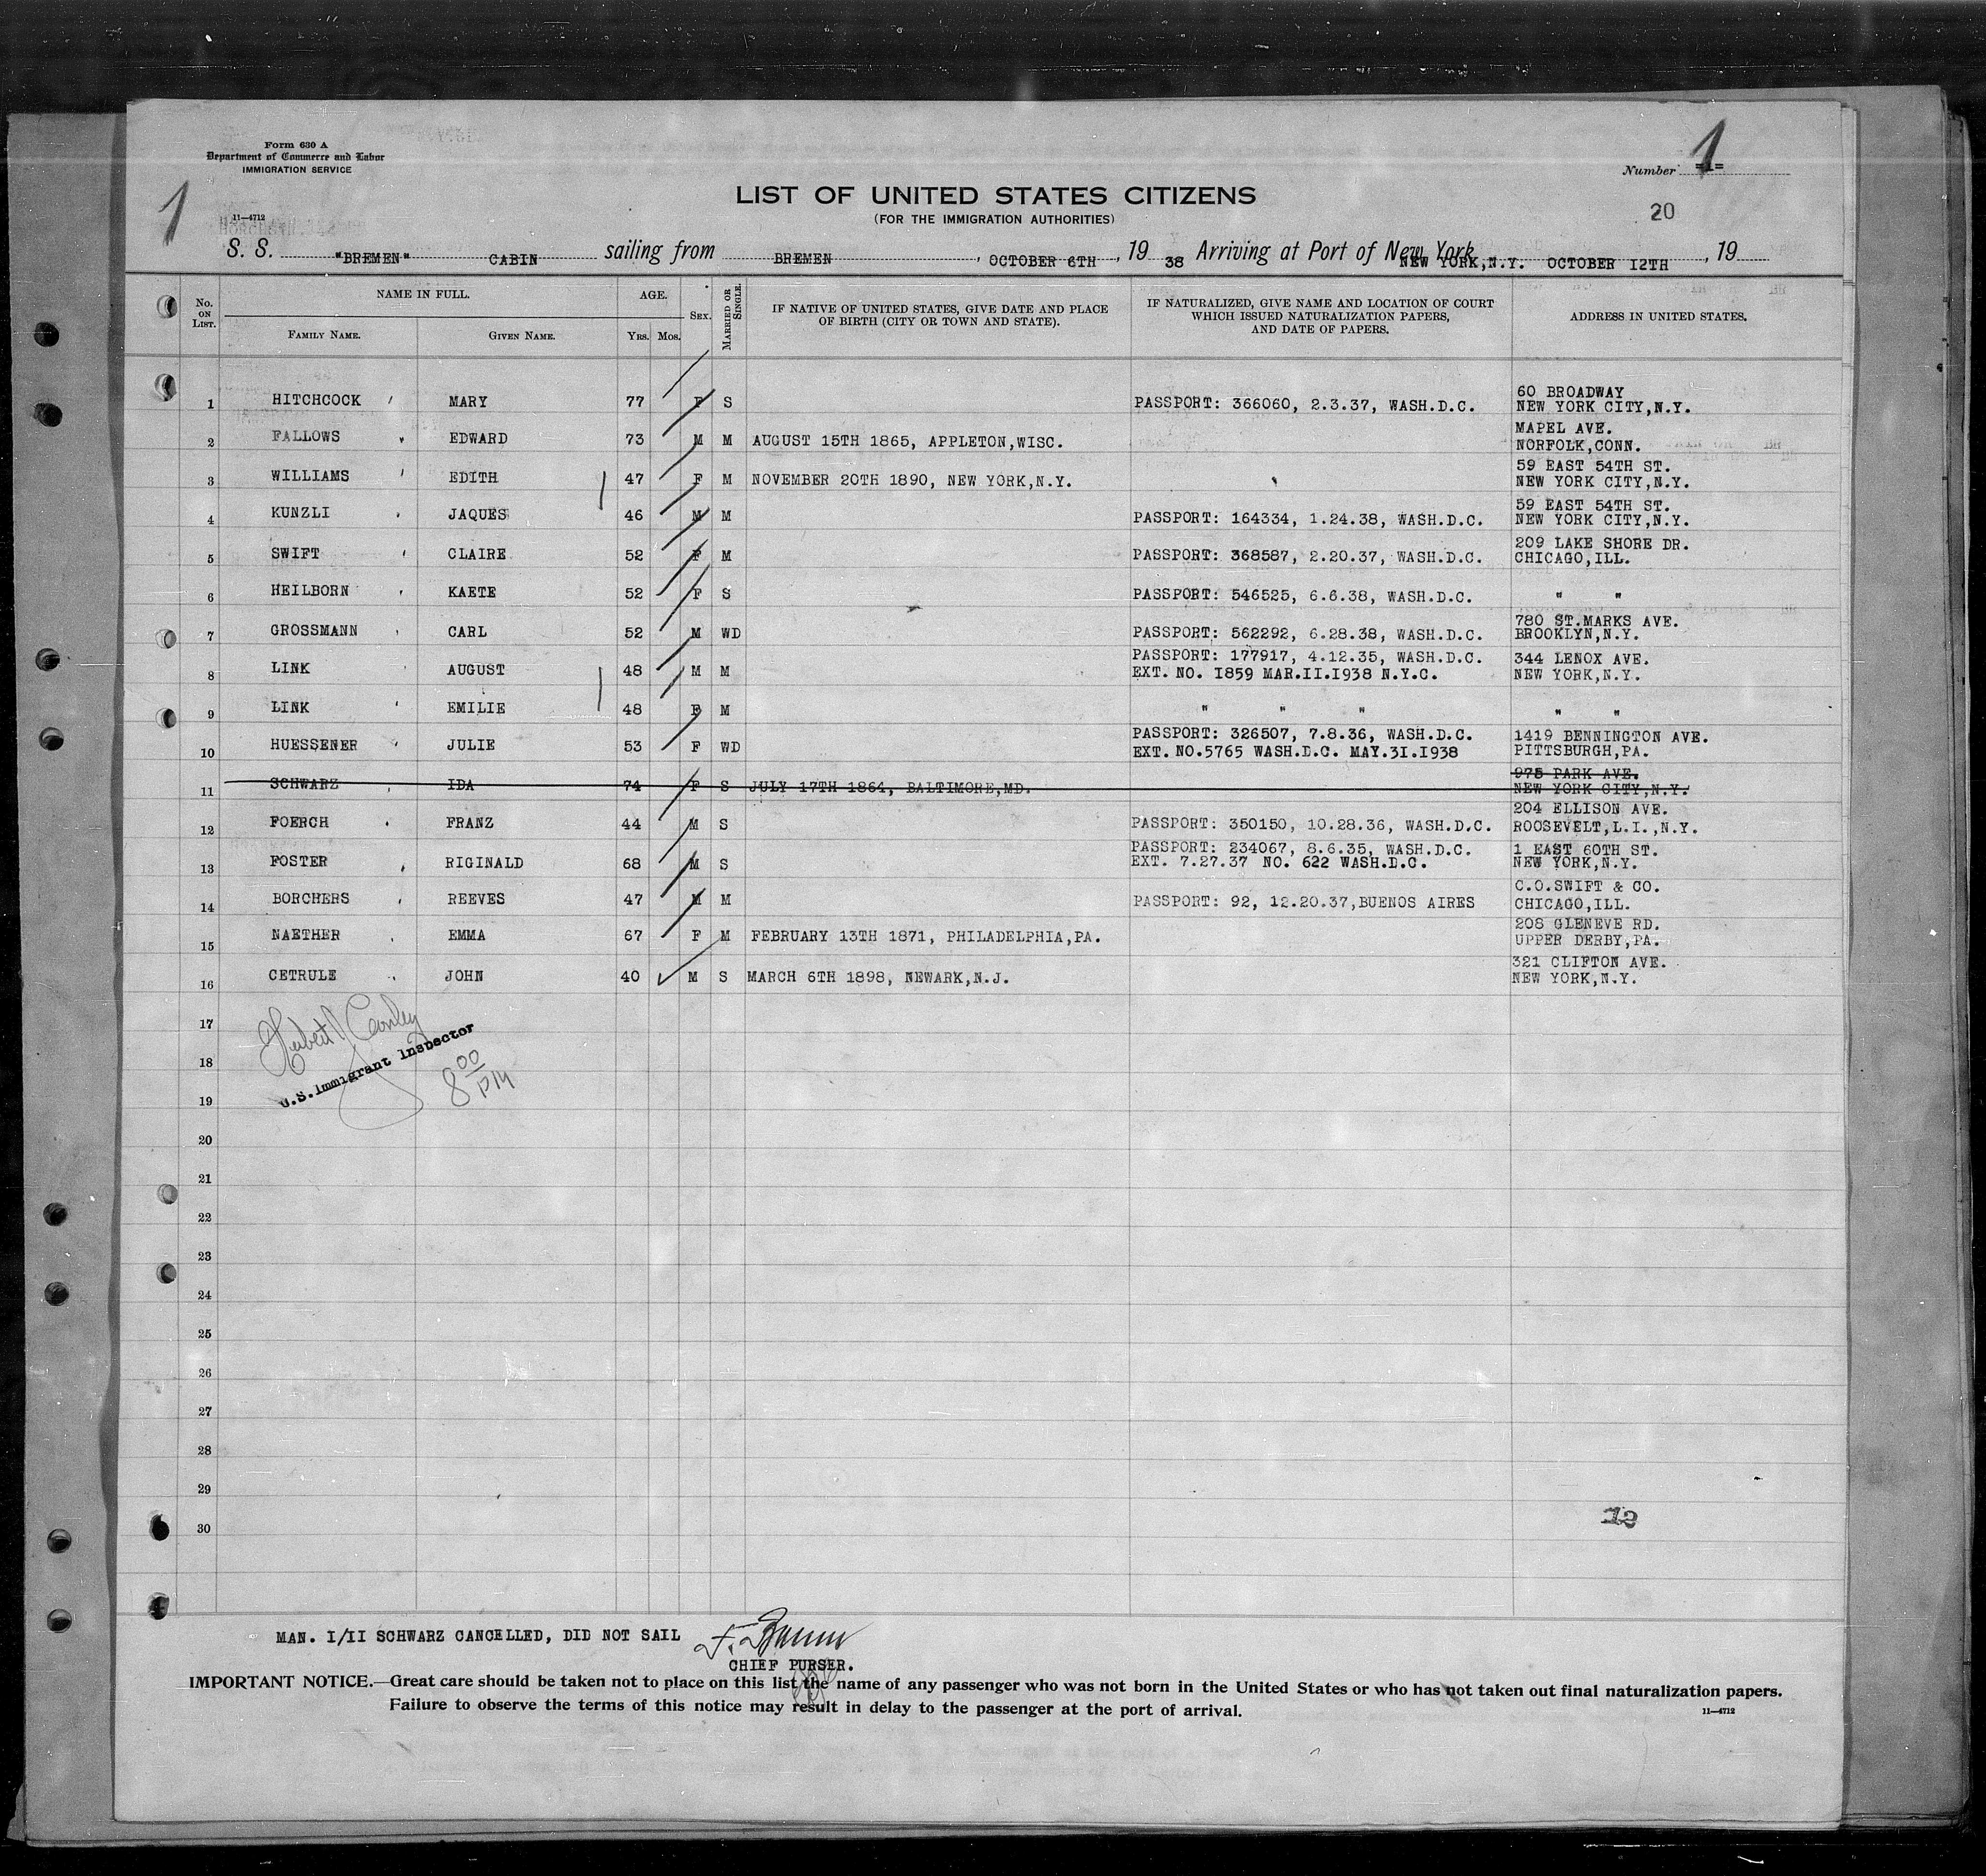 Form 630 A
Department of Commerce and Labor
IMMIGRATION SERVICE
1
Number -1-
1
LIST OF UNITED STATES CITIZENS
(FOR THE IMMIGRATION AUTHORITIES)
11—4712
20
S. S. "BREMEN" CABIN sailing from BREMEN , OCTOBER 6TH , 19 38 Arriving at Port of New York NEW YORK,N.Y. OCTOBER 12TH , 19
No. ON LIST. NAME IN FULL. AGE. SEX. MARRIED OR SINGLE. IF NATIVE OF UNITED STATES, GIVE DATE AND PLACE OF BIRTH (CITY OR TOWN AND STATE). IF NATURALIZED, GIVE NAME AND LOCATION OF COURT WHICH ISSUED NATURALIZATION PAPERS, AND DATE OF PAPERS. ADDRESS IN UNITED STATES.
FAMILY NAME. GIVEN NAME. YRS. MOS.
1 HITCHCOCK MARY 77 F S PASSPORT: 366060, 2.3.37, WASH.D.C. 60 BROADWAY
NEW YORK CITY,N.Y.
2 FALLOWS EDWARD 73 M M AUGUST 15TH 1865, APPLETON,WISC. MAPEL AVE.
NORFOLK,CONN.
3 WILLIAMS EDITH 47 F M NOVEMBER 20TH 1890, NEW YORK,N.Y. 59 EAST 54TH ST.
NEW YORK CITY,N.Y.
4 KUNZLI JAQUES 46 M M PASSPORT: 164334, 1.24.38, WASH.D.C. 59 EAST 54TH ST.
NEW YORK CITY,N.Y.
5 SWIFT CLAIRE 52 F M PASSPORT: 368587, 2.20.37, WASH.D.C. 209 LAKE SHORE DR.
CHICAGO,ILL.
6 HEILBORN KAETE 52 F S PASSPORT: 546525, 6.6.38, WASH.D.C. " "
7 GROSSMANN CARL 52 M WD PASSPORT: 562292, 6.28.38, WASH.D.C. 780 ST.MARKS AVE.
BROOKLYN,N.Y.
8 LINK AUGUST 48 M M PASSPORT: 177917, 4.12.35, WASH.D.C. 344 LENOX AVE.
EXT. NO. I859 MAR.II.I938 N.Y.C. NEW YORK,N.Y.
9 LINK EMILIE 48 F M " " " " "
10 HUESSENER JULIE 53 F WD PASSPORT: 326507, 7.8.36, WASH.D.C. 1419 BENNINGTON AVE.
EXT. NO.5765 WASH.D.C. MAY.31.I938 PITTSBURGH,PA.
11 SCHWARZ IDA 74 F S JULY 17TH 1864, BALTIMORE,MD. 975 PARK AVE.
NEW YORK CITY,N.Y.
12 FOERCH FRANZ 44 M S PASSPORT: 350150, 10.28.36, WASH.D.C. 204 ELLISON AVE.
ROOSEVELT,L.I.,N.Y.
13 FOSTER RIGINALD 68 M S PASSPORT: 234067, 8.6.35, WASH.D.C. 1 EAST 60TH ST.
EXT. 7.27.37 NO. 622 WASH.D.C. NEW YORK,N.Y.
14 BORCHERS REEVES 47 M M PASSPORT: 92, 12.20.37,BUENOS AIRES C.O.SWIFT & CO.
CHICAGO,ILL.
15 NAETHER EMMA 67 F M FEBRUARY 13TH 1871, PHILADELPHIA,PA. 208 GLENEVE RD.
UPPER DERBY,PA.
16 CETRULE JOHN 40 M S MARCH 6TH 1898, NEWARK,N.J. 321 CLIFTON AVE.
NEW YORK,N.Y.
17
18
U.S. Immigrant Inspector
8 00 PM
19
20
21
22
23
24
25
26
27
28
29
30
12
MAN. I/II SCHWARZ CANCELLED, DID NOT SAIL
CHIEF PURSER.
IMPORTANT NOTICE.—Great care should be taken not to place on this list the name of any passenger who was not born in the United States or who has not taken out final naturalization papers.
Failure to observe the terms of this notice may result in delay to the passenger at the port of arrival.
11—4712